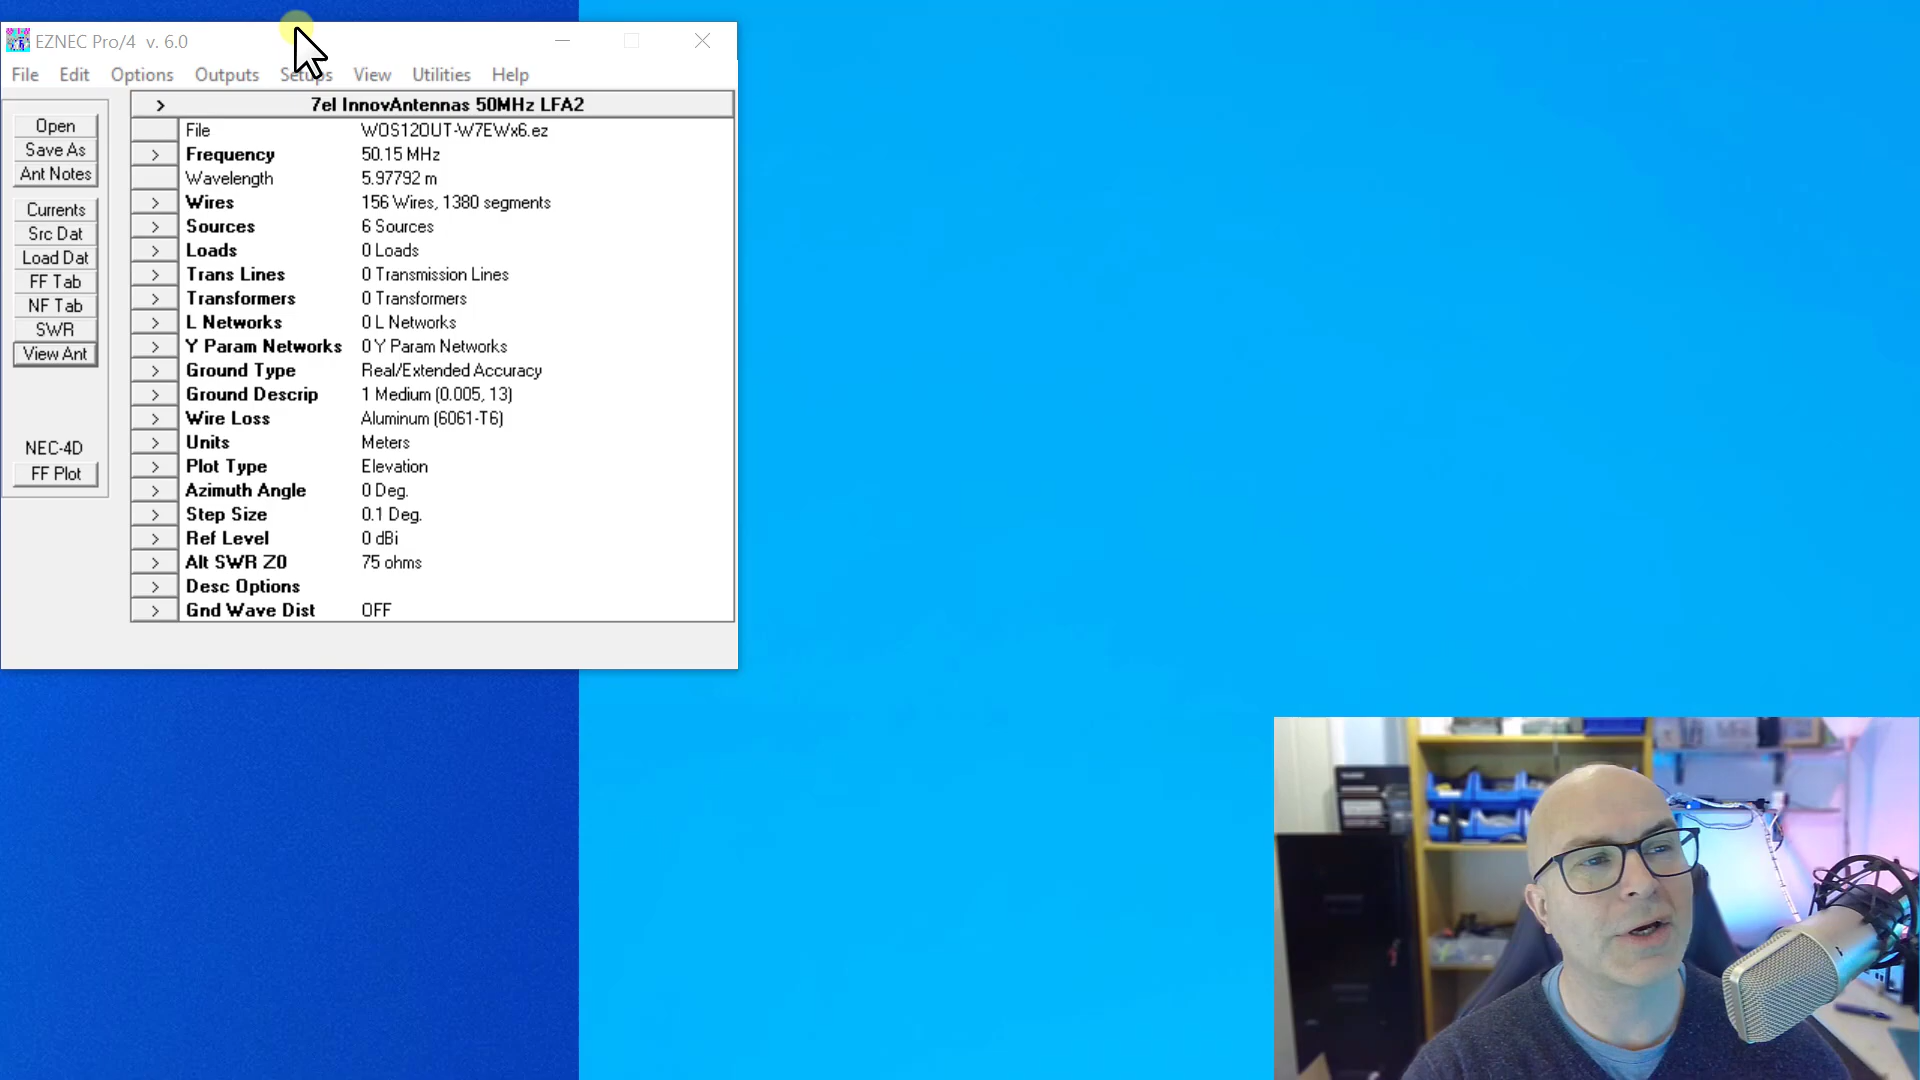 EZNEC Pro/4 v. 6.0
File Edit Options Outputs Setups View Utilities Help
> 7el InnovAntennas 50MHz LFA2
Open
Save As
Ant Notes
Currents
Src Dat
Load Dat
FF Tab
NF Tab
SWR
View Ant
NEC-4D
FF Plot
File WOS12OUT-W7EWx6.ez
> Frequency 50.15 MHz
Wavelength 5.97792 m
> Wires 156 Wires, 1380 segments
> Sources 6 Sources
> Loads 0 Loads
> Trans Lines 0 Transmission Lines
> Transformers 0 Transformers
> L Networks 0 L Networks
> Y Param Networks 0 Y Param Networks
> Ground Type Real/Extended Accuracy
> Ground Descrip 1 Medium (0.005, 13)
> Wire Loss Aluminum (6061-T6)
> Units Meters
> Plot Type Elevation
> Azimuth Angle 0 Deg.
> Step Size 0.1 Deg.
> Ref Level 0 dBi
> Alt SWR Z0 75 ohms
> Desc Options
> Gnd Wave Dist OFF